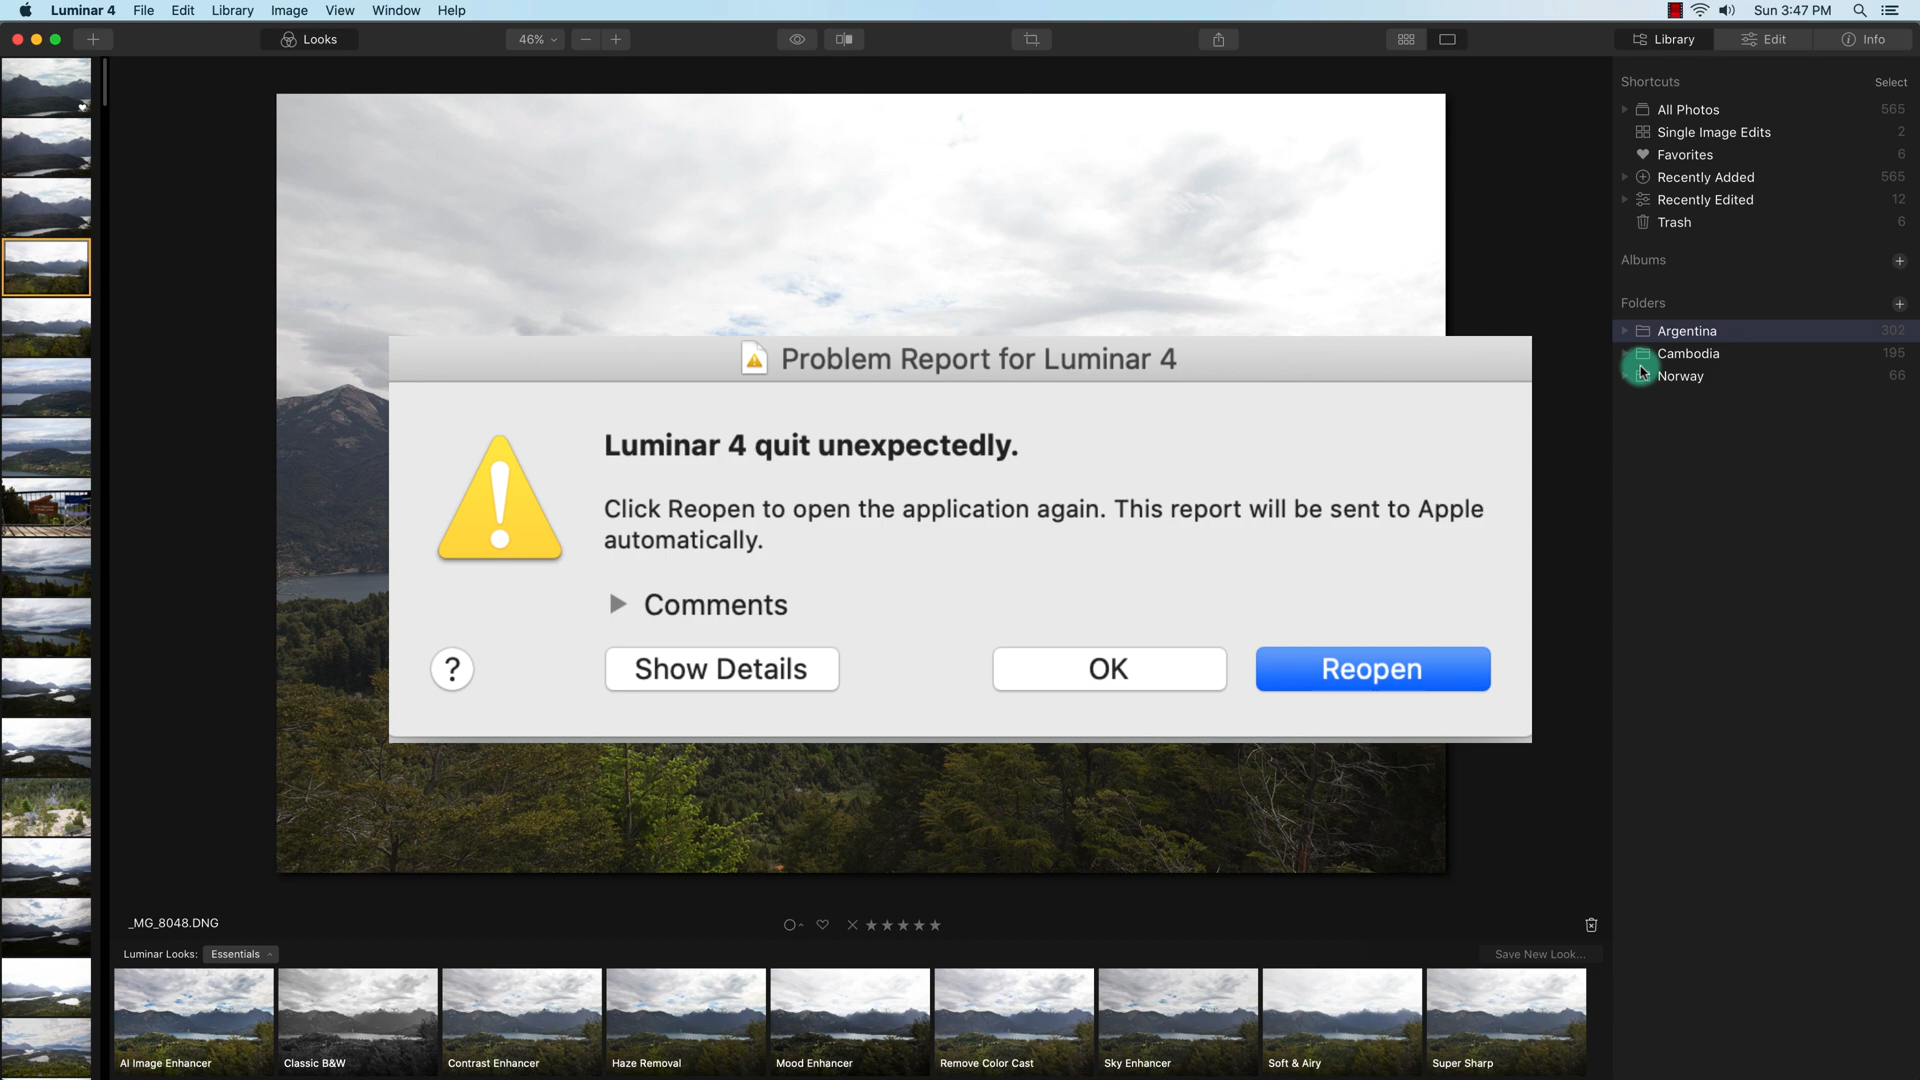 Luminar 4 File Edit Library Image View Window Help
Sun 3:47 PM
Looks
46%
Library
Edit
Info
Shortcuts Select
All Photos 565
Single Image Edits 2
Favorites 6
Recently Added 565
Recently Edited 12
Trash 6
Albums
Folders
Argentina 302
Cambodia 195
Norway 66
Problem Report for Luminar 4
Luminar 4 quit unexpectedly.
Click Reopen to open the application again. This report will be sent to Apple
automatically.
Comments
?
Show Details
OK
Reopen
_MG_8048.DNG
Luminar Looks: Essentials
Save New Look...
AI Image Enhancer
Classic B&W
Contrast Enhancer
Haze Removal
Mood Enhancer
Remove Color Cast
Sky Enhancer
Soft & Airy
Super Sharp